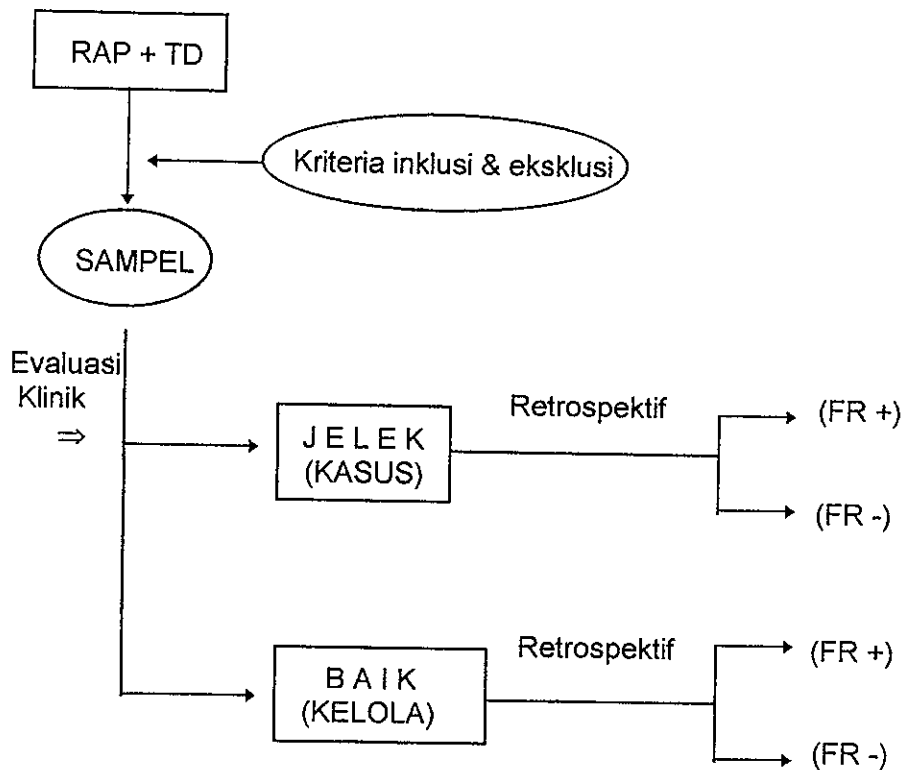 RAP + TD
Kriteria inklusi & eksklusi
SAMPEL
Evaluasi
Klinik
⇒
J E L E K
(KASUS)
Retrospektif
(FR +)
(FR -)
B A I K
(KELOLA)
Retrospektif
(FR +)
(FR -)